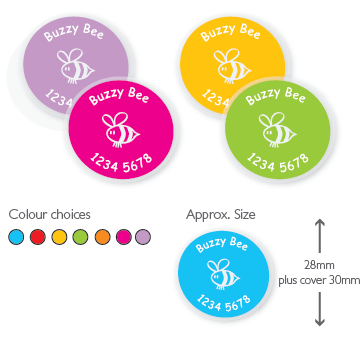 Buzzy Bee
1234
Buzzy Bee
1234 5678
Buzzy Bee
Buzzy Bee
1234 5678
Colour choices
Approx. Size
Buzzy Bee
1234 5678
28mm
plus cover 30mm